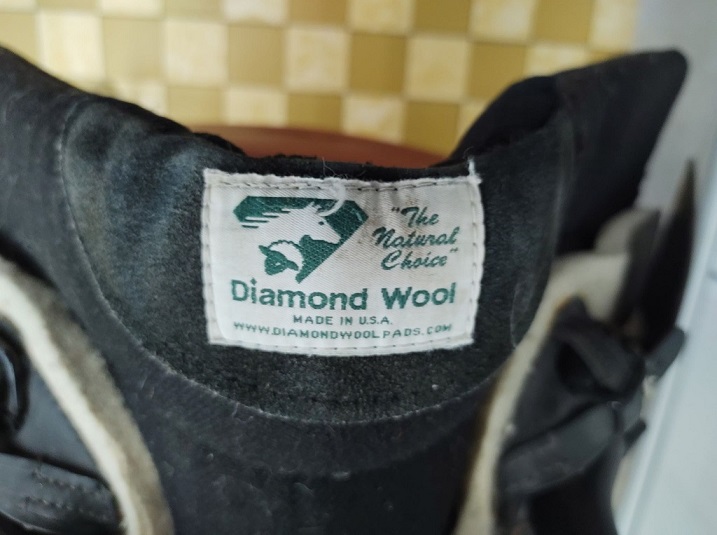 "The
Natural
Choice"
Diamond Wool
MADE IN U.S.A.
WWW.DIAMONDWOOLPADS.COM